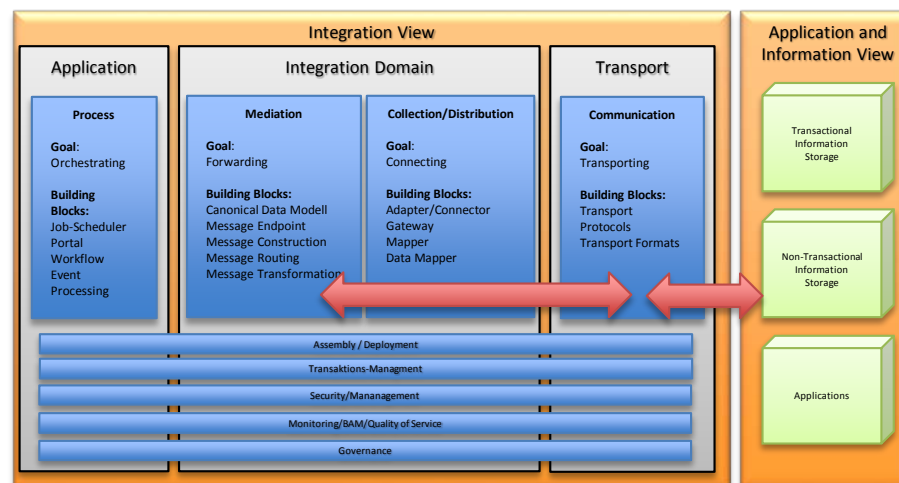 Integration View
Application
Process
Goal:
Orchestrating
Building
Blocks:
Job-Scheduler
Portal
Workflow
Event
Processing
Integration Domain
Mediation
Goal:
Forwarding
Building Blocks:
Canonical Data Modell
Message Endpoint
Message Construction
Message Routing
Message Transformation
Collection/Distribution
Goal:
Connecting
Building Blocks:
Adapter/Connector
Gateway
Mapper
Data Mapper
Transport
Communication
Goal:
Transporting
Building Blocks:
Transport
Protocols
Transport Formats
Assembly / Deployment
Transaktions-Managment
Security/Mananagement
Monitoring/BAM/Quality of Service
Governance
Application and
Information View
Transactional
Information
Storage
Non-Transactional
Information
Storage
Applications